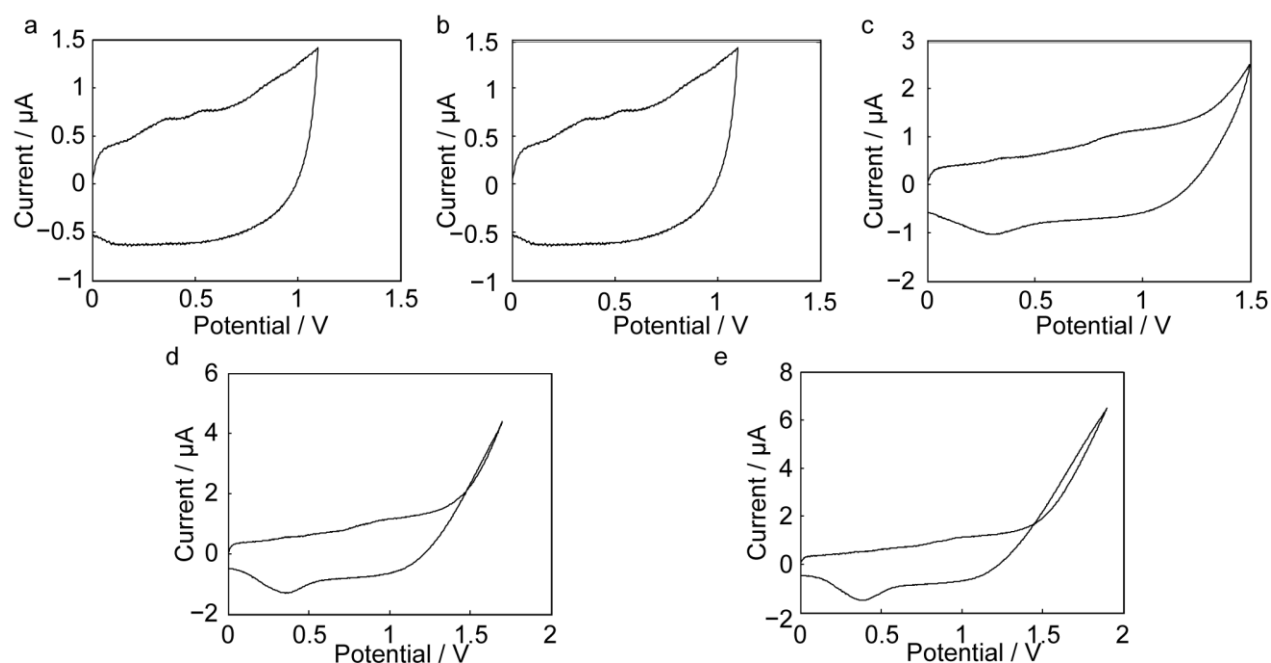 a
1.5
1
0.5
0
−0.5
−1
Current / µA
0 0.5 1 1.5
Potential / V
b
1.5
1
0.5
0
−0.5
−1
Current / µA
0 0.5 1 1.5
Potential / V
c
3
2
1
0
−1
−2
Current / µA
0 0.5 1 1.5
Potential / V
d
6
4
2
0
−2
Current / µA
0 0.5 1 1.5 2
Potential / V
e
8
6
4
2
0
−2
Current / µA
0 0.5 1 1.5 2
Potential / V